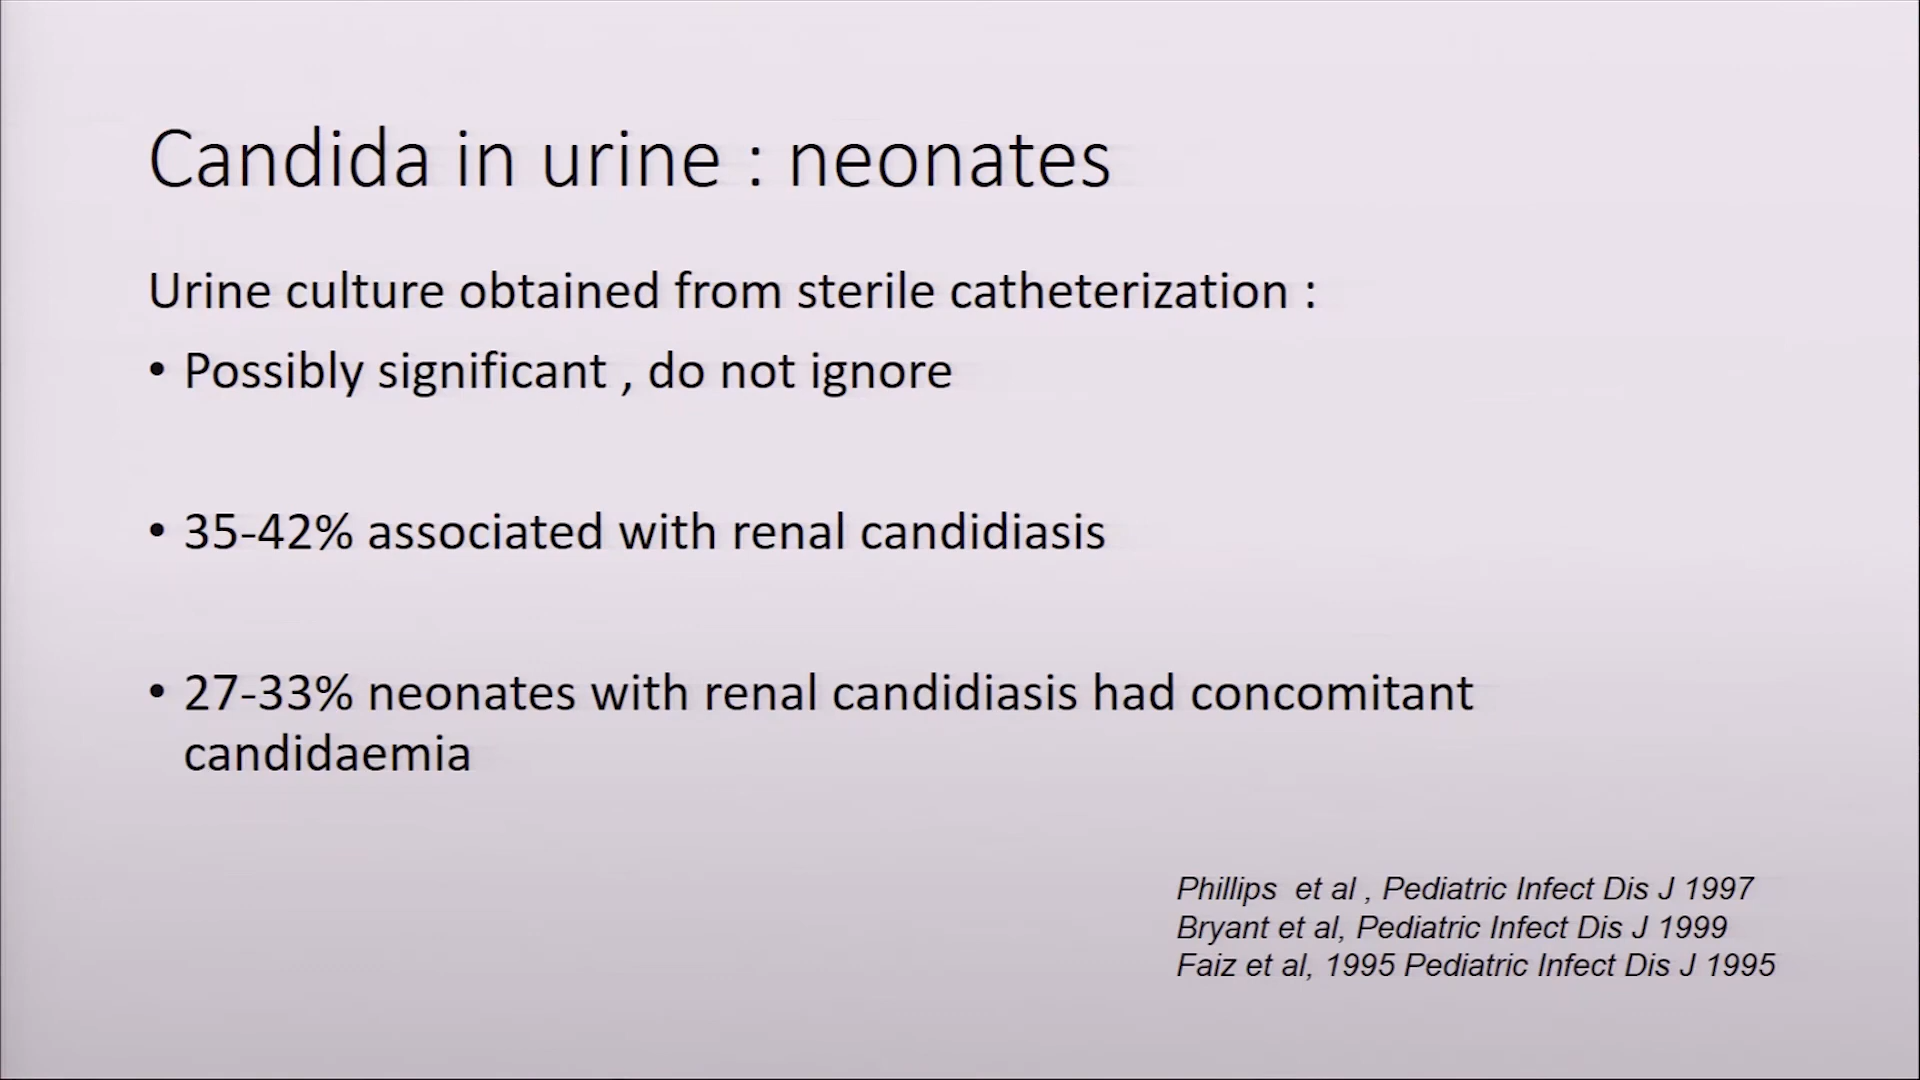 Candida in urine : neonates
Urine culture obtained from sterile catheterization :
• Possibly significant , do not ignore
• 35-42% associated with renal candidiasis
• 27-33% neonates with renal candidiasis had concomitant
candidaemia
Phillips et al , Pediatric Infect Dis J 1997
Bryant et al, Pediatric Infect Dis J 1999
Faiz et al, 1995 Pediatric Infect Dis J 1995